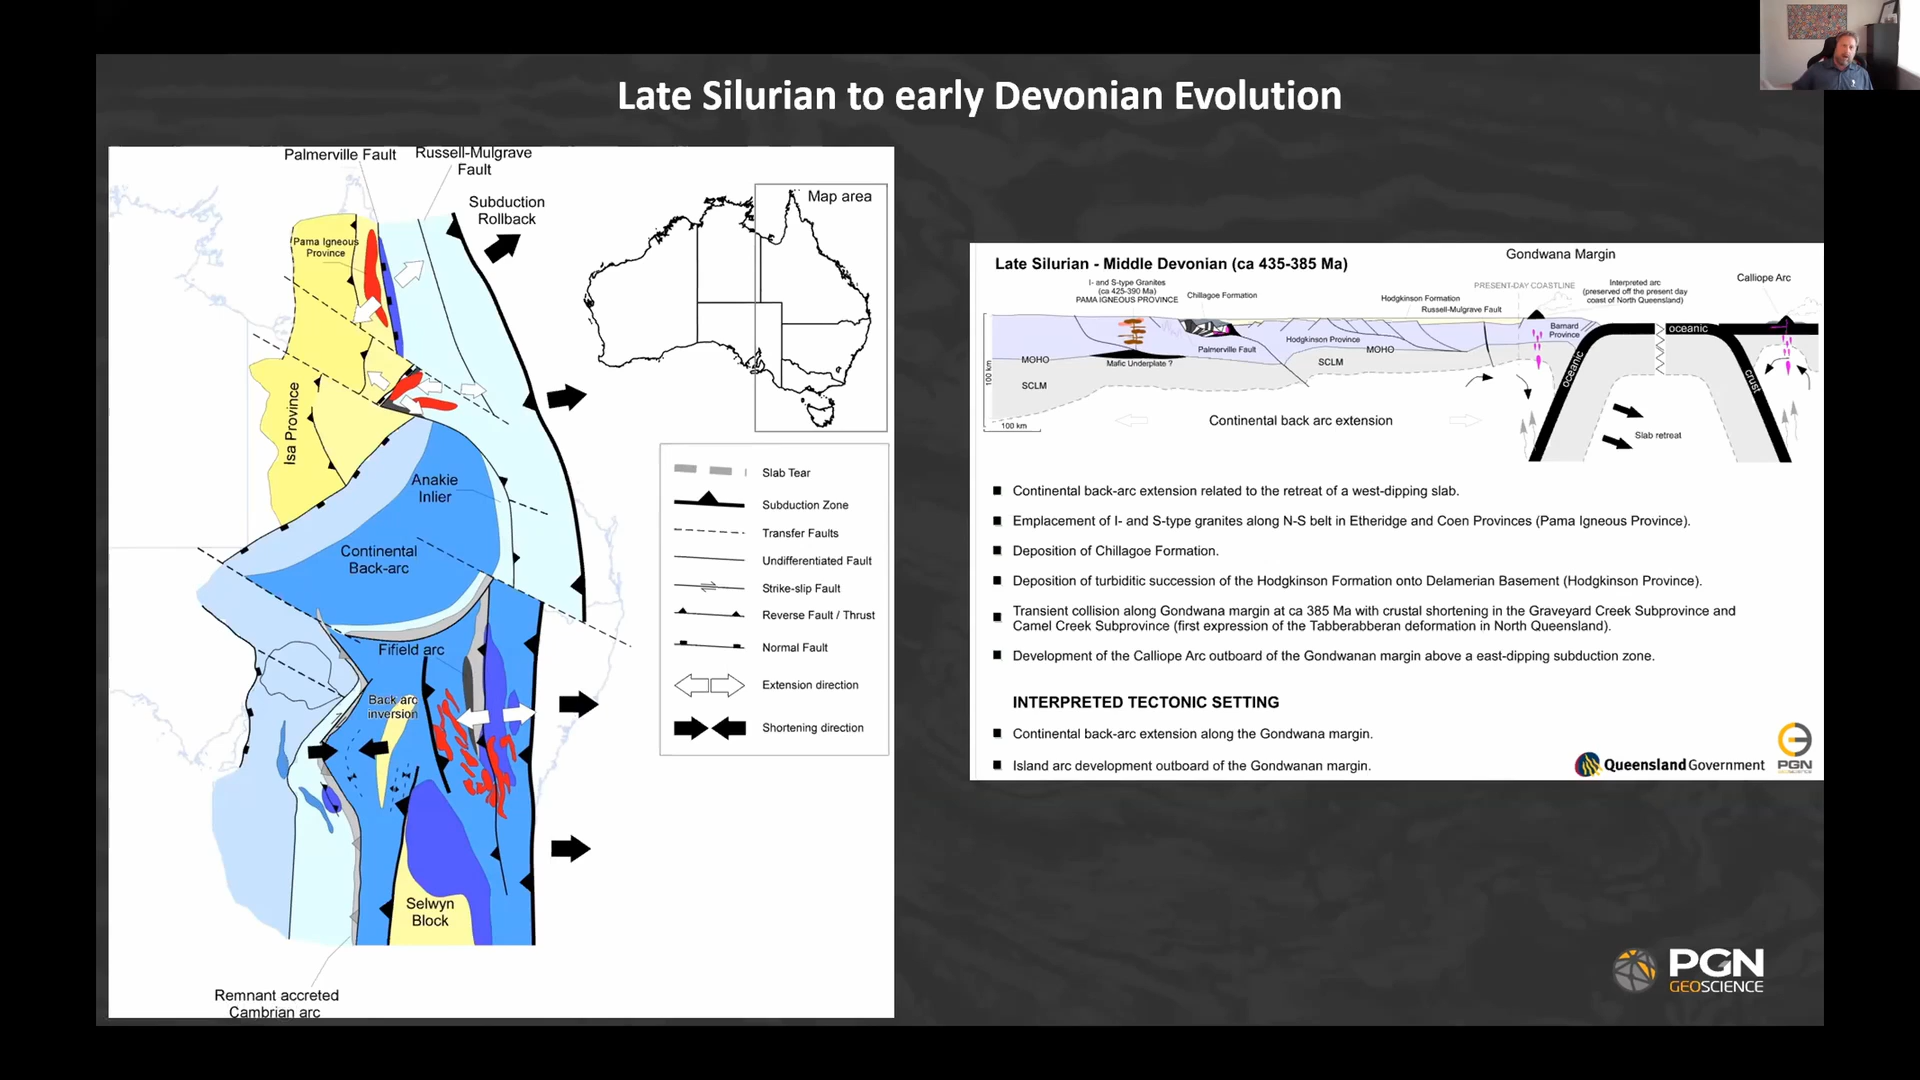 Late Silurian to early Devonian Evolution
Palmerville Fault
Russell-Mulgrave
Fault
Subduction
Rollback
Map area
Pama Igneous
Province
Isa Province
Anakie
Inlier
Continental
Back-arc
Fifield arc
Back arc
inversion
Selwyn
Block
Remnant accreted
Cambrian arc
Slab Tear
Subduction Zone
Transfer Faults
Undifferentiated Fault
Strike-slip Fault
Reverse Fault / Thrust
Normal Fault
Extension direction
Shortening direction
Late Silurian - Middle Devonian (ca 435-385 Ma)
Gondwana Margin
I- and S-type Granites
(ca 425-390 Ma)
PAMA IGNEOUS PROVINCE
Chillagoe Formation
Hodgkinson Formation
Russell-Mulgrave Fault
PRESENT-DAY COASTLINE
Interpreted arc
(preserved off the present day
coast of North Queensland)
Calliope Arc
Barnard
Province
oceanic
MOHO
SCLM
Mafic Underplate ?
Palmerville Fault
Hodgkinson Province
MOHO
SCLM
oceanic
crust
100 km
100 km
Continental back arc extension
Slab retreat
Continental back-arc extension related to the retreat of a west-dipping slab.
Emplacement of I- and S-type granites along N-S belt in Etheridge and Coen Provinces (Pama Igneous Province).
Deposition of Chillagoe Formation.
Deposition of turbiditic succession of the Hodgkinson Formation onto Delamerian Basement (Hodgkinson Province).
Transient collision along Gondwana margin at ca 385 Ma with crustal shortening in the Graveyard Creek Subprovince and
Camel Creek Subprovince (first expression of the Tabberabberan deformation in North Queensland).
Development of the Calliope Arc outboard of the Gondwanan margin above a east-dipping subduction zone.
INTERPRETED TECTONIC SETTING
Continental back-arc extension along the Gondwana margin.
Island arc development outboard of the Gondwanan margin.
Queensland Government
PGN
GEOSCIENCE
PGN
GEOSCIENCE